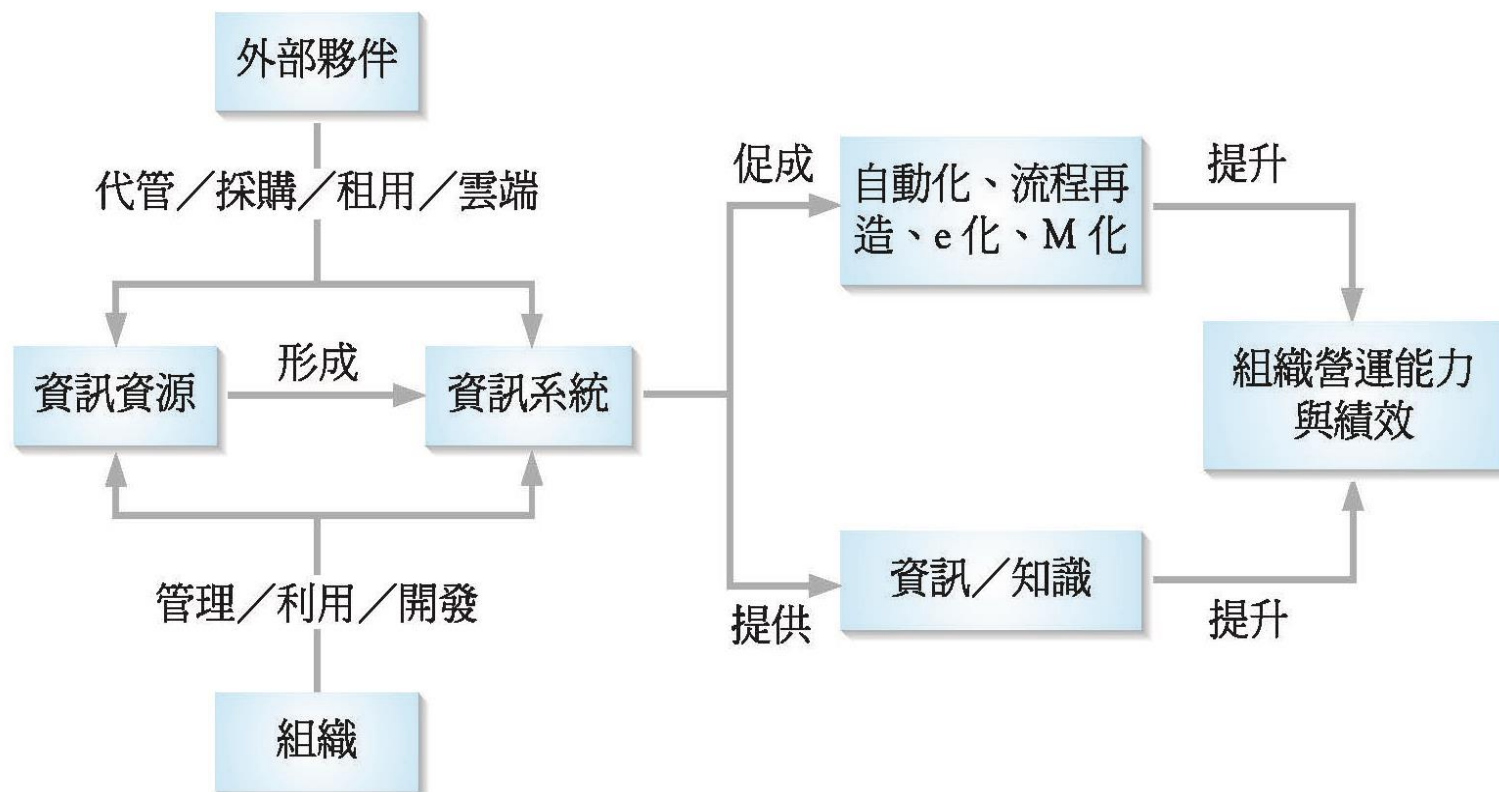 外部夥伴
代管／採購／租用／雲端
資訊資源
形成
資訊系統
管理／利用／開發
組織
促成
自動化、流程再
造、e 化、M 化
提升
提供
資訊／知識
提升
組織營運能力
與績效